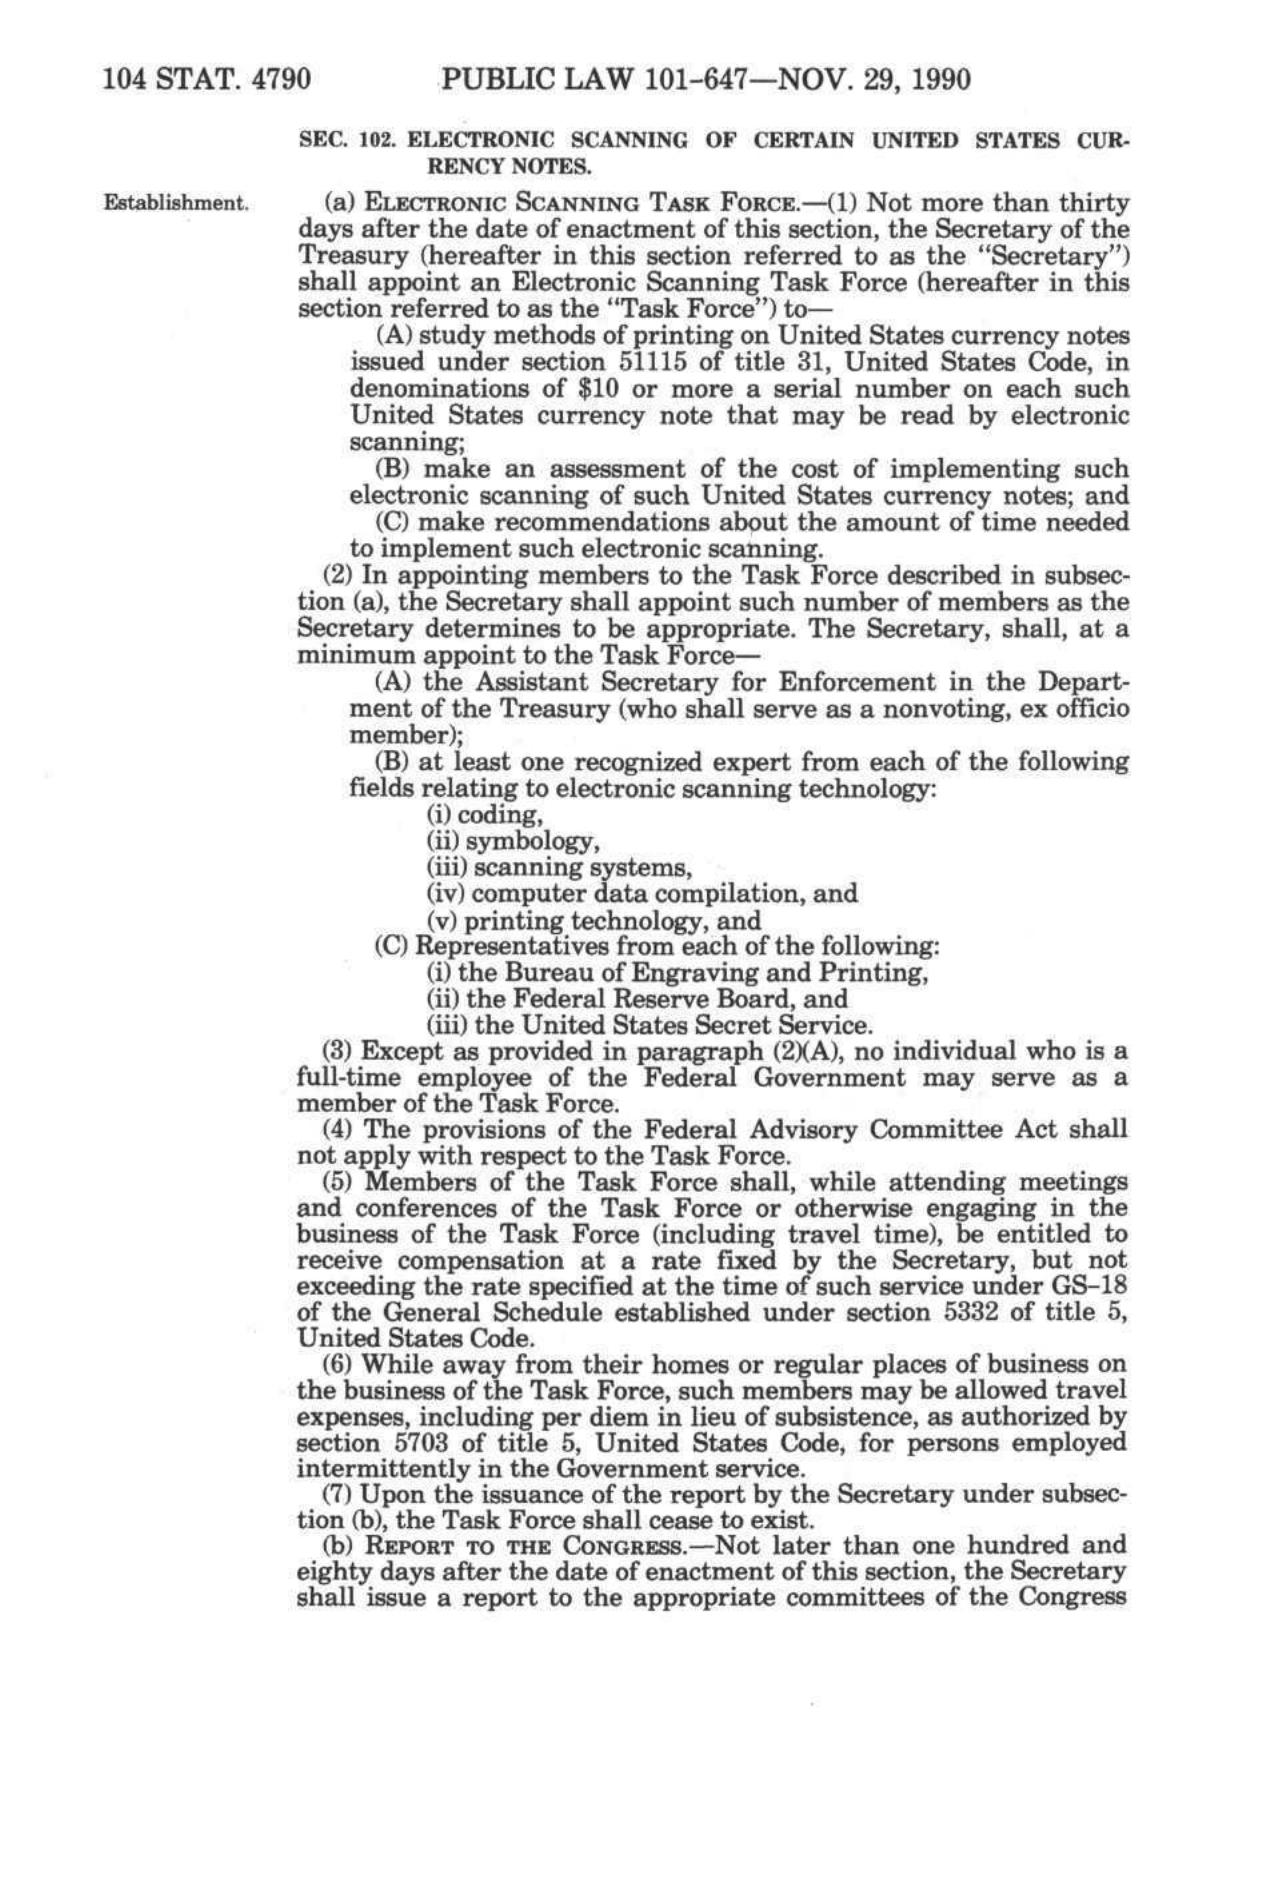 104 STAT. 4790 PUBLIC LAW 101–647—NOV. 29, 1990
SEC. 102. ELECTRONIC SCANNING OF CERTAIN UNITED STATES CUR-
RENCY NOTES.
Establishment. (a) ELECTRONIC SCANNING TASK FORCE.—(1) Not more than thirty
days after the date of enactment of this section, the Secretary of the
Treasury (hereafter in this section referred to as the “Secretary”)
shall appoint an Electronic Scanning Task Force (hereafter in this
section referred to as the “Task Force”) to—
(A) study methods of printing on United States currency notes
issued under section 51115 of title 31, United States Code, in
denominations of $10 or more a serial number on each such
United States currency note that may be read by electronic
scanning;
(B) make an assessment of the cost of implementing such
electronic scanning of such United States currency notes; and
(C) make recommendations about the amount of time needed
to implement such electronic scanning.
(2) In appointing members to the Task Force described in subsec-
tion (a), the Secretary shall appoint such number of members as the
Secretary determines to be appropriate. The Secretary, shall, at a
minimum appoint to the Task Force—
(A) the Assistant Secretary for Enforcement in the Depart-
ment of the Treasury (who shall serve as a nonvoting, ex officio
member);
(B) at least one recognized expert from each of the following
fields relating to electronic scanning technology:
(i) coding,
(ii) symbology,
(iii) scanning systems,
(iv) computer data compilation, and
(v) printing technology, and
(C) Representatives from each of the following:
(i) the Bureau of Engraving and Printing,
(ii) the Federal Reserve Board, and
(iii) the United States Secret Service.
(3) Except as provided in paragraph (2)(A), no individual who is a
full-time employee of the Federal Government may serve as a
member of the Task Force.
(4) The provisions of the Federal Advisory Committee Act shall
not apply with respect to the Task Force.
(5) Members of the Task Force shall, while attending meetings
and conferences of the Task Force or otherwise engaging in the
business of the Task Force (including travel time), be entitled to
receive compensation at a rate fixed by the Secretary, but not
exceeding the rate specified at the time of such service under GS–18
of the General Schedule established under section 5332 of title 5,
United States Code.
(6) While away from their homes or regular places of business on
the business of the Task Force, such members may be allowed travel
expenses, including per diem in lieu of subsistence, as authorized by
section 5703 of title 5, United States Code, for persons employed
intermittently in the Government service.
(7) Upon the issuance of the report by the Secretary under subsec-
tion (b), the Task Force shall cease to exist.
(b) REPORT TO THE CONGRESS.—Not later than one hundred and
eighty days after the date of enactment of this section, the Secretary
shall issue a report to the appropriate committees of the Congress